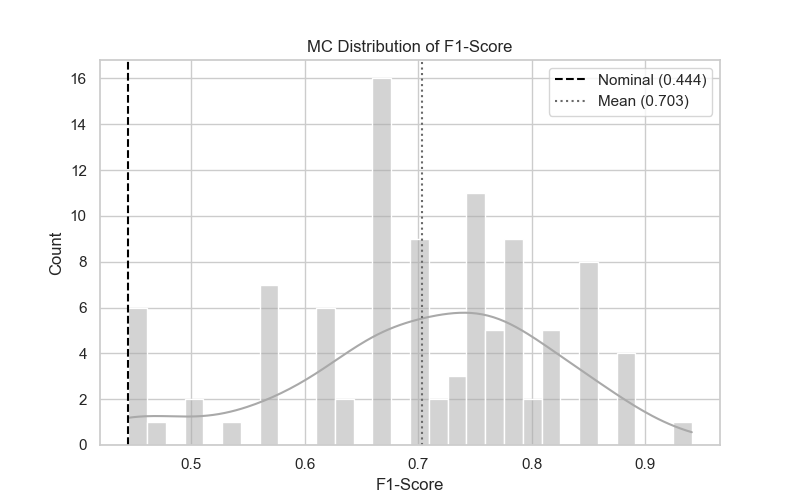 MC Distribution of F1-Score
Nominal (0.444)
Mean (0.703)
16
14
12
10
8
6
4
2
0
Count
0.5 0.6 0.7 0.8 0.9
F1-Score